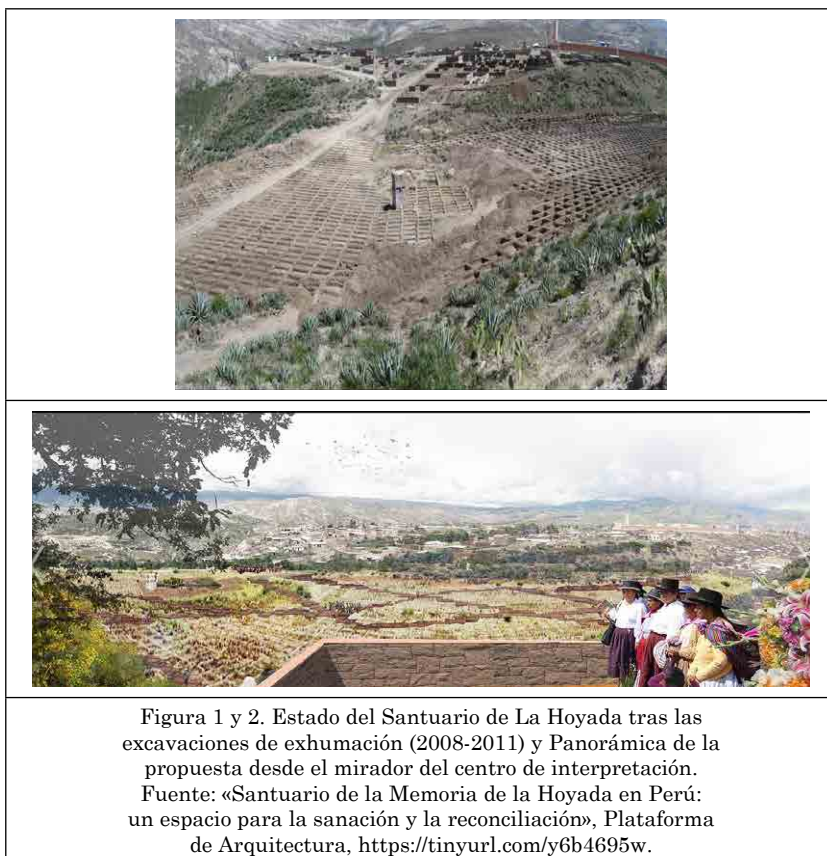 Figura 1 y 2. Estado del Santuario de La Hoyada tras las
excavaciones de exhumación (2008-2011) y Panorámica de la
propuesta desde el mirador del centro de interpretación.
Fuente: «Santuario de la Memoria de la Hoyada en Perú:
un espacio para la sanación y la reconciliación», Plataforma
de Arquitectura, https://tinyurl.com/y6b4695w.